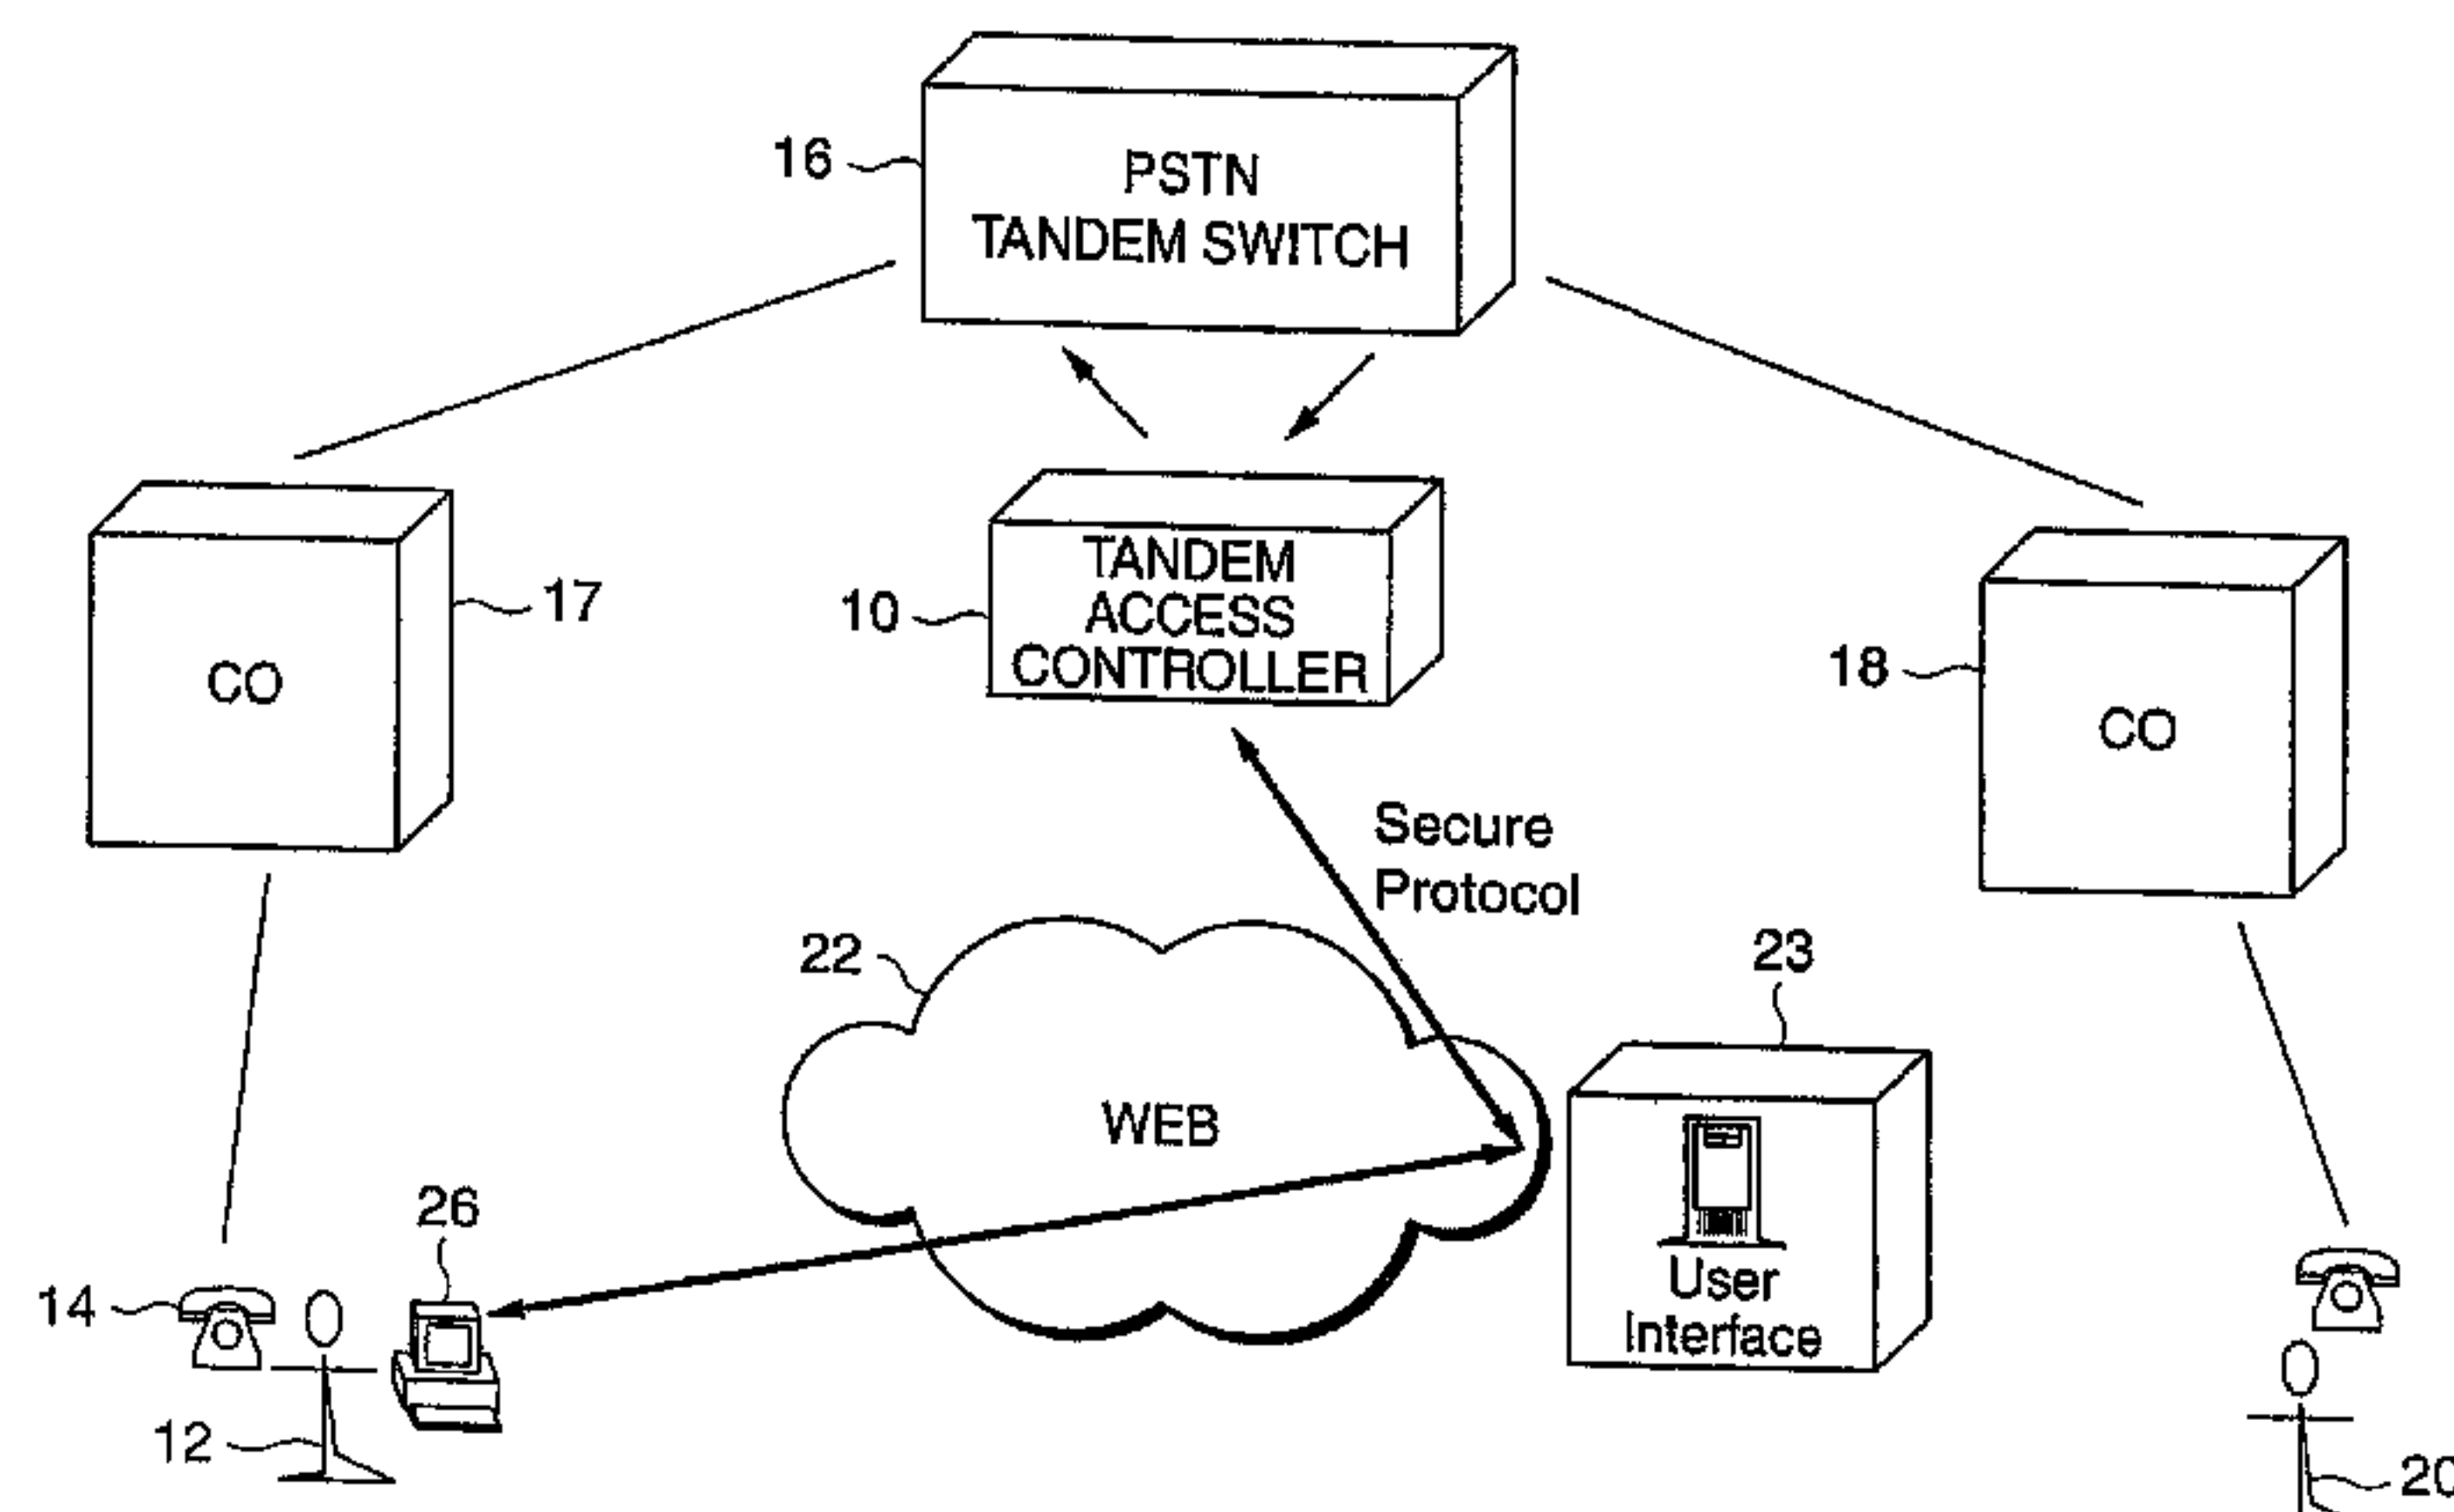 16
PSTN
TANDEM SWITCH
17
CO
10
TANDEM
ACCESS
CONTROLLER
18
CO
Secure
Protocol
22
23
WEB
26
14
User
Interface
12
20